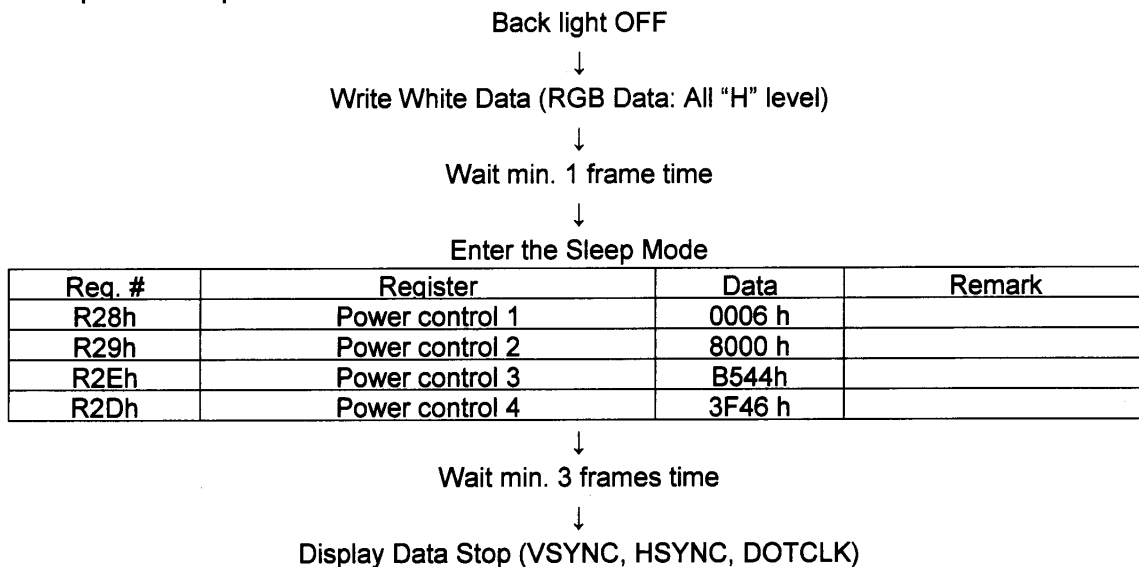 Back light OFF
↓
Write White Data (RGB Data: All “H” level)
↓
Wait min. 1 frame time
↓
Enter the Sleep Mode
Reg. # Register Data Remark
R28h Power control 1 0006 h
R29h Power control 2 8000 h
R2Eh Power control 3 B544h
R2Dh Power control 4 3F46 h
↓
Wait min. 3 frames time
↓
Display Data Stop (VSYNC, HSYNC, DOTCLK)